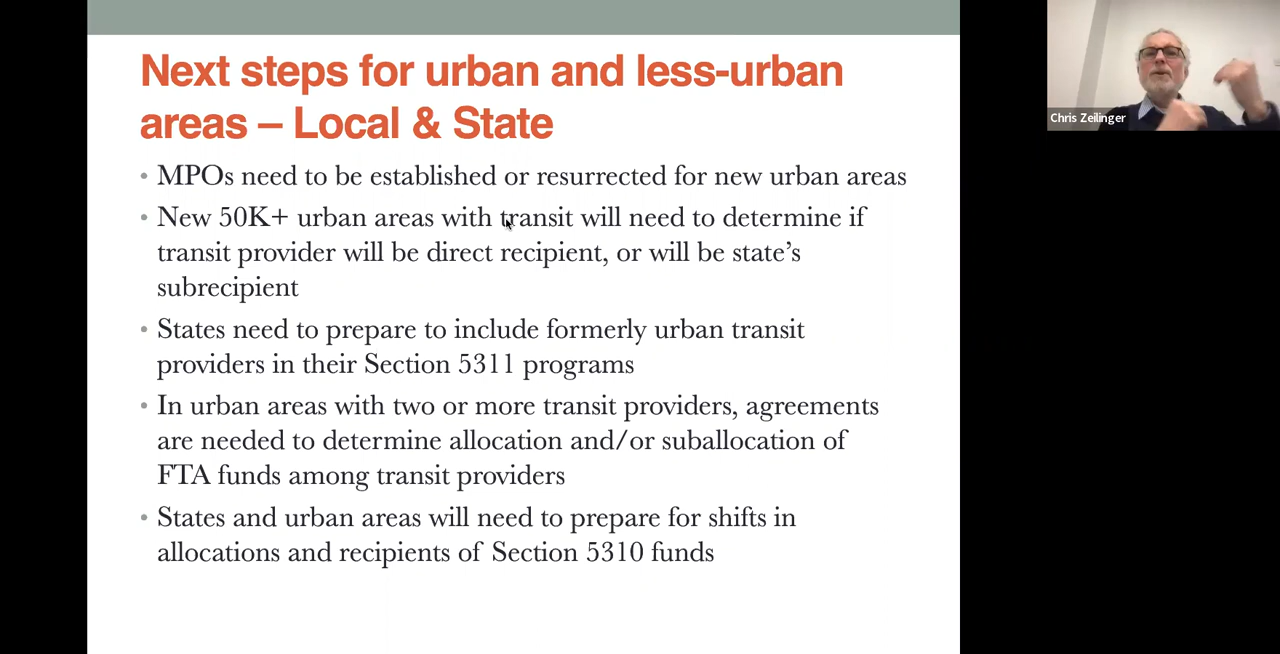 Next steps for urban and less-urban
areas – Local & State
• MPOs need to be established or resurrected for new urban areas
• New 50K+ urban areas with transit will need to determine if
transit provider will be direct recipient, or will be state’s
subrecipient
• States need to prepare to include formerly urban transit
providers in their Section 5311 programs
• In urban areas with two or more transit providers, agreements
are needed to determine allocation and/or suballocation of
FTA funds among transit providers
• States and urban areas will need to prepare for shifts in
allocations and recipients of Section 5310 funds
Chris Zeilinger